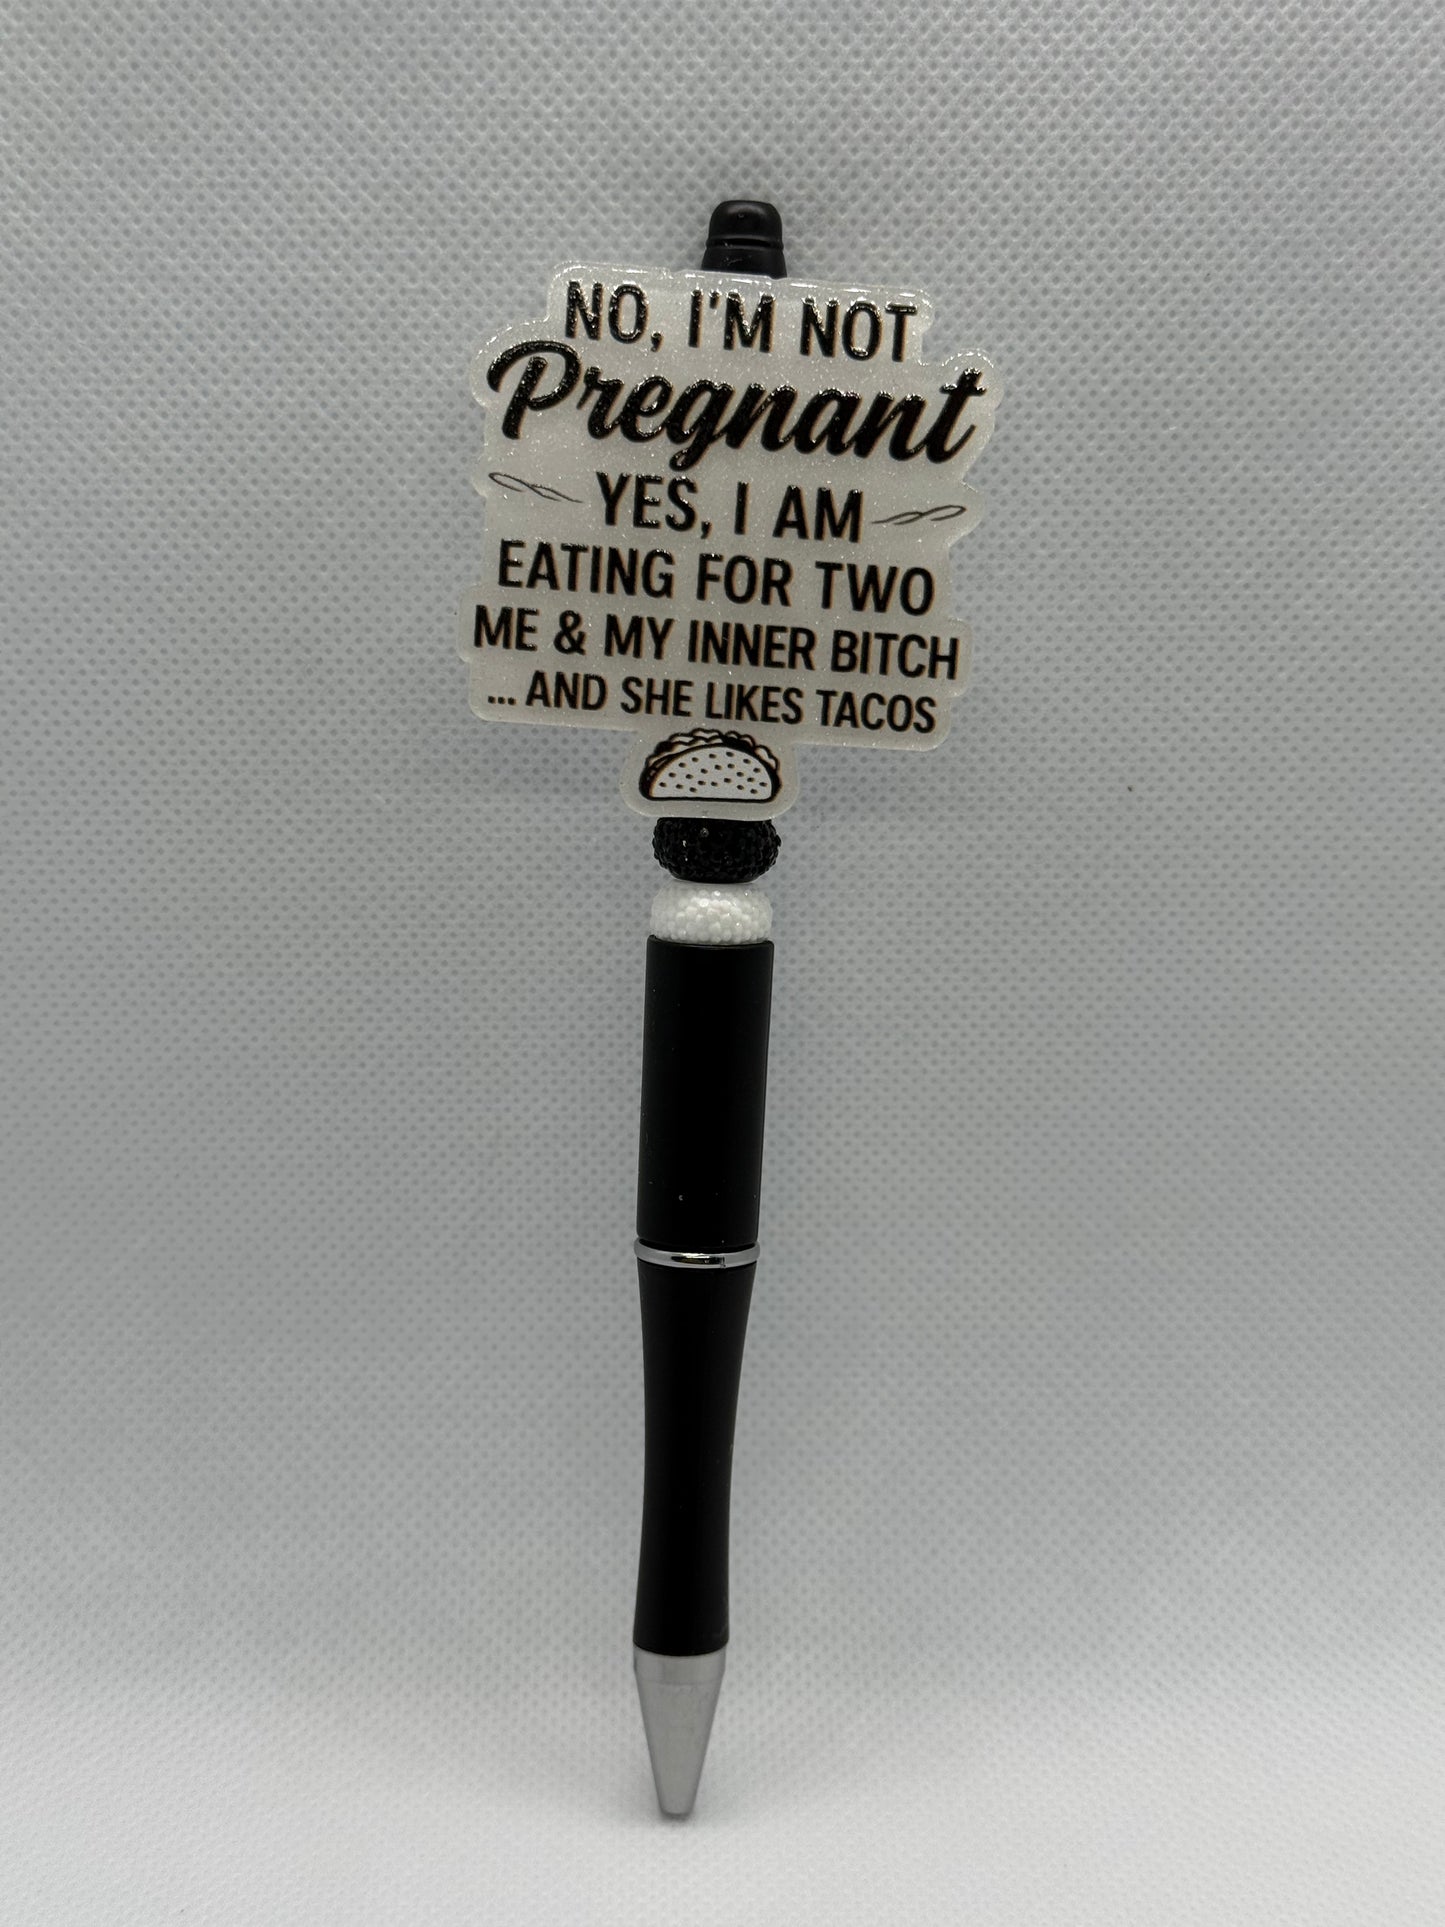 NO, I'M NOT
Pregnant
YES, I AM
EATING FOR TWO
ME & MY INNER BITCH
... AND SHE LIKES TACOS